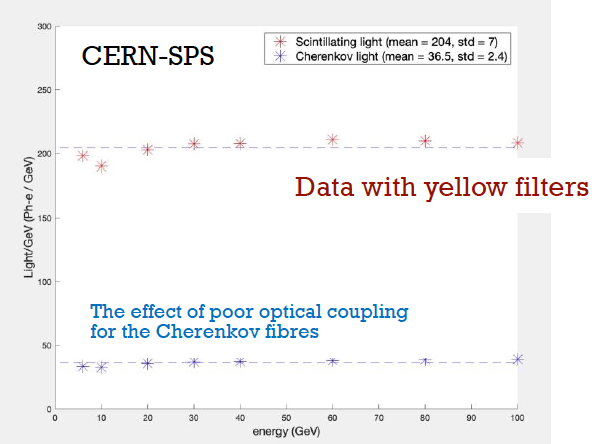 CERN-SPS
Scintillating light (mean = 204, std = 7)
Cherenkov light (mean = 36.5, std = 2.4)
Data with yellow filters
The effect of poor optical coupling
for the Cherenkov fibres
Light/GeV (Ph-e / GeV)
300
250
200
150
100
50
0
0 10 20 30 40 50 60 70 80 90 100
energy (GeV)